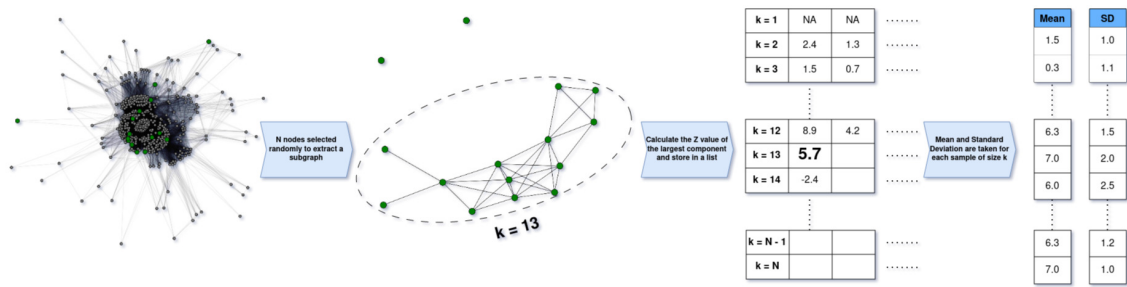 N nodes selected
randomly to extract a
subgraph
k = 13
Calculate the Z value of
the largest component
and store in a list
k = 1 NA NA .......
k = 2 2.4 1.3 .......
k = 3 1.5 0.7 .......
k = 12 8.9 4.2 .......
k = 13 5.7 .......
k = 14 -2.4 .......
k = N - 1 .......
k = N .......
Mean and Standard
Deviation are taken for
each sample of size k
Mean SD
1.5 1.0
0.3 1.1
6.3 1.5
7.0 2.0
6.0 2.5
6.3 1.2
7.0 1.0